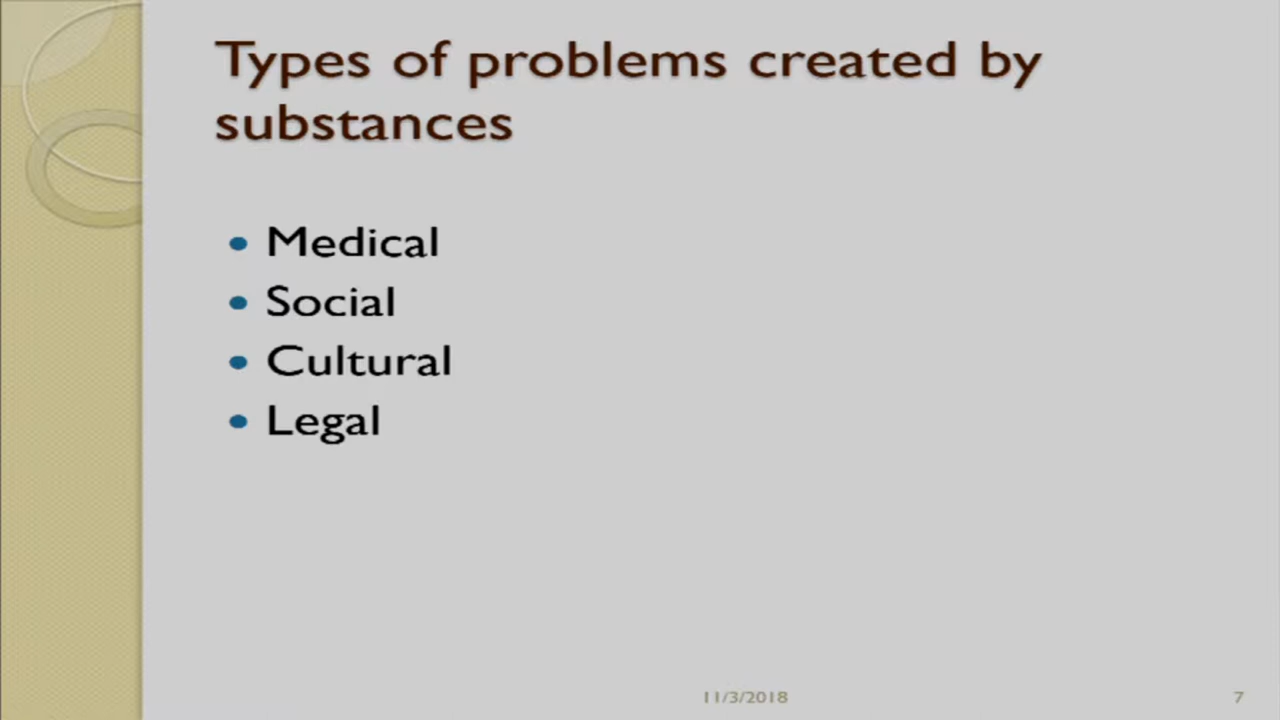 Types of problems created by
substances
• Medical
• Social
• Cultural
• Legal
11/3/2018
7